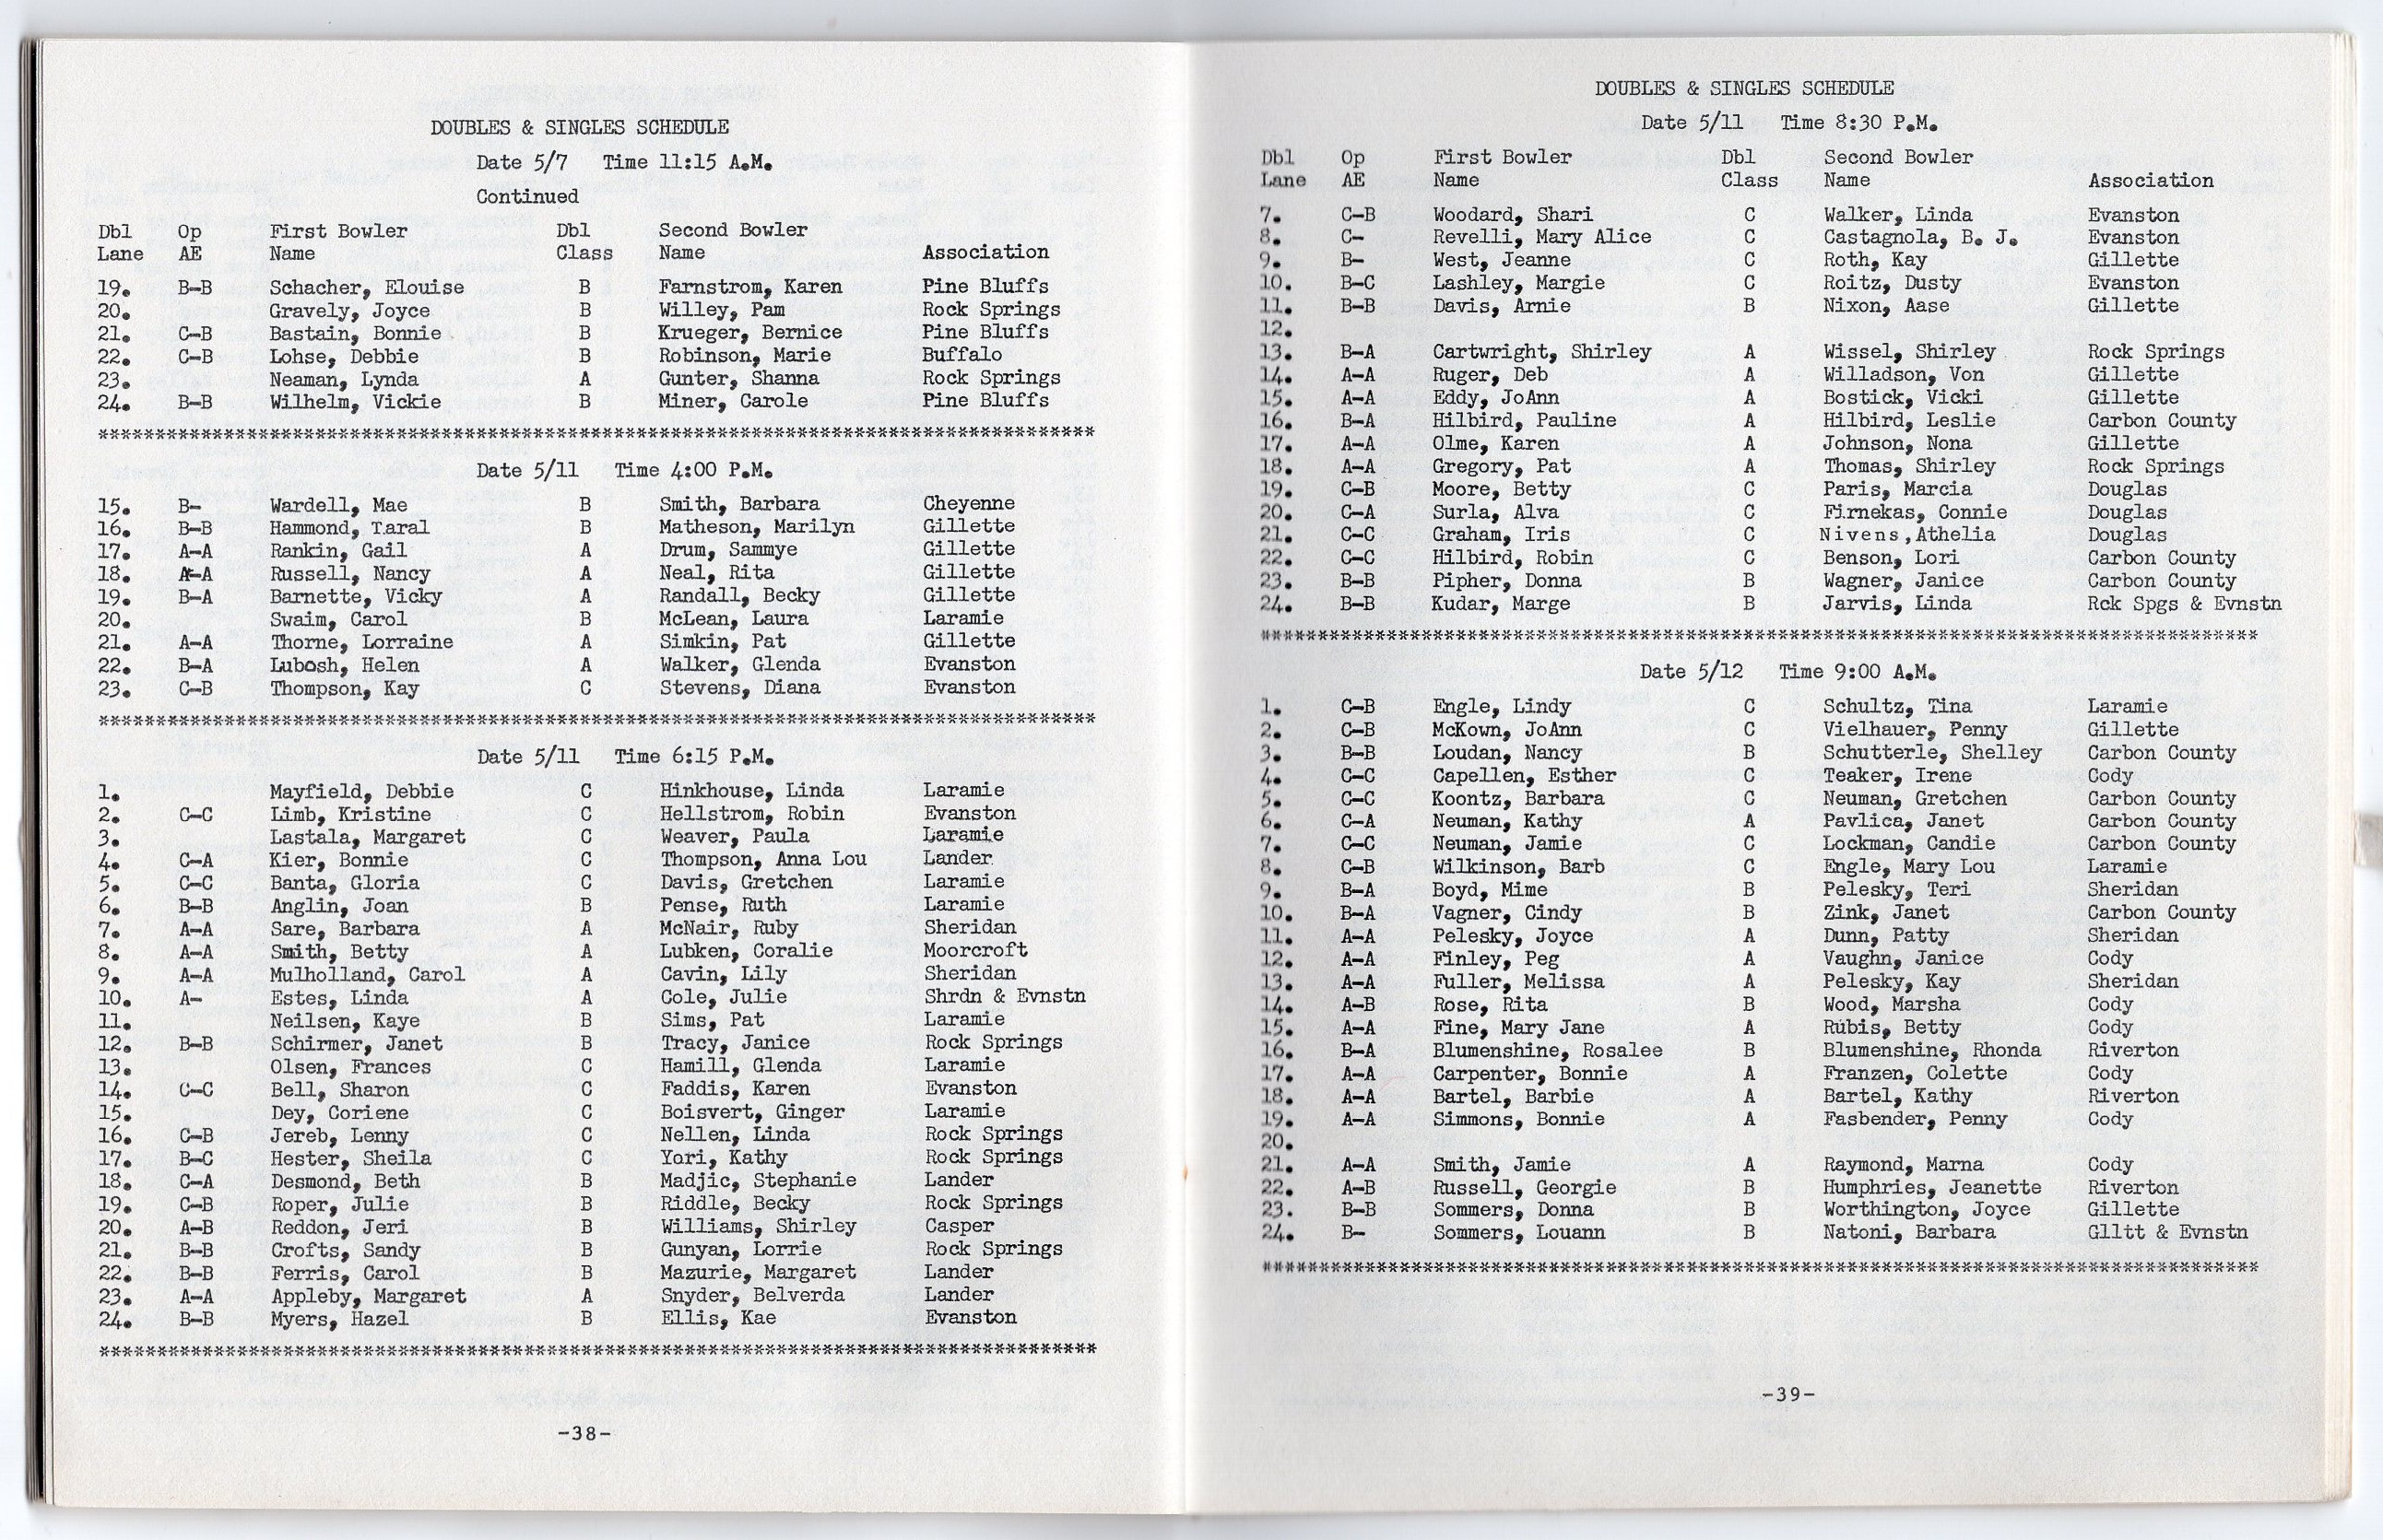 DOUBLES & SINGLES SCHEDULE
Date 5/7 Time 11:15 A.M.
Continued
Dbl Op First Bowler Dbl Second Bowler
Lane AE Name Class Name Association
19. B-B Schacher, Elouise B Farnstrom, Karen Pine Bluffs
20. Gravely, Joyce B Willey, Pam Rock Springs
21. C-B Bastain, Bonnie B Krueger, Bernice Pine Bluffs
22. C-B Lohse, Debbie B Robinson, Marie Buffalo
23. Neaman, Lynda A Gunter, Shanna Rock Springs
24. B-B Wilhelm, Vickie B Miner, Carole Pine Bluffs
****************************************************************************************
Date 5/11 Time 4:00 P.M.
15. B- Wardell, Mae B Smith, Barbara Cheyenne
16. B-B Hammond, Taral B Matheson, Marilyn Gillette
17. A-A Rankin, Gail A Drum, Sammye Gillette
18. A-A Russell, Nancy A Neal, Rita Gillette
19. B-A Barnette, Vicky A Randall, Becky Gillette
20. Swaim, Carol B McLean, Laura Laramie
21. A-A Thorne, Lorraine A Simkin, Pat Gillette
22. B-A Lubosh, Helen A Walker, Glenda Evanston
23. C-B Thompson, Kay C Stevens, Diana Evanston
****************************************************************************************
Date 5/11 Time 6:15 P.M.
1. Mayfield, Debbie C Hinkhouse, Linda Laramie
2. C-C Limb, Kristine C Hellstrom, Robin Evanston
3. Lastala, Margaret C Weaver, Paula Laramie
4. C-A Kier, Bonnie C Thompson, Anna Lou Lander
5. C-C Banta, Gloria C Davis, Gretchen Laramie
6. B-B Anglin, Joan B Pense, Ruth Laramie
7. A-A Sare, Barbara A McNair, Ruby Sheridan
8. A-A Smith, Betty A Lubken, Coralie Moorcroft
9. A-A Mulholland, Carol A Cavin, Lily Sheridan
10. A- Estes, Linda A Cole, Julie Shrdn & Evnstn
11. Neilsen, Kaye B Sims, Pat Laramie
12. B-B Schirmer, Janet B Tracy, Janice Rock Springs
13. Olsen, Frances C Hamill, Glenda Laramie
14. C-C Bell, Sharon C Faddis, Karen Evanston
15. Dey, Coriene C Boisvert, Ginger Laramie
16. C-B Jereb, Lenny C Nellen, Linda Rock Springs
17. B-C Hester, Sheila C Yori, Kathy Rock Springs
18. C-A Desmond, Beth B Madjic, Stephanie Lander
19. C-B Roper, Julie B Riddle, Becky Rock Springs
20. A-B Reddon, Jeri B Williams, Shirley Casper
21. B-B Crofts, Sandy B Gunyan, Lorrie Rock Springs
22. B-B Ferris, Carol B Mazurie, Margaret Lander
23. A-A Appleby, Margaret A Snyder, Belverda Lander
24. B-B Myers, Hazel B Ellis, Kae Evanston
****************************************************************************************
-38-
DOUBLES & SINGLES SCHEDULE
Date 5/11 Time 8:30 P.M.
Dbl Op First Bowler Dbl Second Bowler
Lane AE Name Class Name Association
7. C-B Woodard, Shari C Walker, Linda Evanston
8. C- Revelli, Mary Alice C Castagnola, B. J. Evanston
9. B- West, Jeanne C Roth, Kay Gillette
10. B-C Lashley, Margie C Roitz, Dusty Evanston
11. B-B Davis, Arnie B Nixon, Aase Gillette
12.
13. B-A Cartwright, Shirley A Wissel, Shirley Rock Springs
14. A-A Ruger, Deb A Willadson, Von Gillette
15. A-A Eddy, JoAnn A Bostick, Vicki Gillette
16. B-A Hilbird, Pauline A Hilbird, Leslie Carbon County
17. A-A Olme, Karen A Johnson, Nona Gillette
18. A-A Gregory, Pat A Thomas, Shirley Rock Springs
19. C-B Moore, Betty C Paris, Marcia Douglas
20. C-A Surla, Alva C Firnekas, Connie Douglas
21. C-C Graham, Iris C Nivens,Athelia Douglas
22. C-C Hilbird, Robin C Benson, Lori Carbon County
23. B-B Pipher, Donna B Wagner, Janice Carbon County
24. B-B Kudar, Marge B Jarvis, Linda Rck Spgs & Evnstn
****************************************************************************************
Date 5/12 Time 9:00 A.M.
1. C-B Engle, Lindy C Schultz, Tina Laramie
2. C-B McKown, JoAnn C Vielhauer, Penny Gillette
3. B-B Loudan, Nancy B Schutterle, Shelley Carbon County
4. C-C Capellen, Esther C Teaker, Irene Cody
5. C-C Koontz, Barbara C Neuman, Gretchen Carbon County
6. C-A Neuman, Kathy A Pavlica, Janet Carbon County
7. C-C Neuman, Jamie C Lockman, Candie Carbon County
8. C-B Wilkinson, Barb C Engle, Mary Lou Laramie
9. B-A Boyd, Mime B Pelesky, Teri Sheridan
10. B-A Vagner, Cindy B Zink, Janet Carbon County
11. A-A Pelesky, Joyce A Dunn, Patty Sheridan
12. A-A Finley, Peg A Vaughn, Janice Cody
13. A-A Fuller, Melissa A Pelesky, Kay Sheridan
14. A-B Rose, Rita B Wood, Marsha Cody
15. A-A Fine, Mary Jane A Rubis, Betty Cody
16. B-A Blumenshine, Rosalee B Blumenshine, Rhonda Riverton
17. A-A Carpenter, Bonnie A Franzen, Colette Cody
18. A-A Bartel, Barbie A Bartel, Kathy Riverton
19. A-A Simmons, Bonnie A Fasbender, Penny Cody
20.
21. A-A Smith, Jamie A Raymond, Marna Cody
22. A-B Russell, Georgie B Humphries, Jeanette Riverton
23. B-B Sommers, Donna B Worthington, Joyce Gillette
24. B- Sommers, Louann B Natoni, Barbara Glltt & Evnstn
****************************************************************************************
-39-